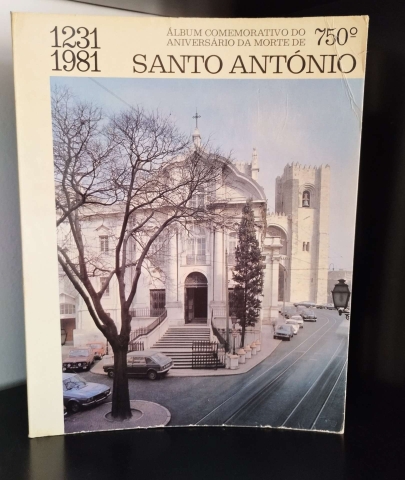 1231
1981
ÁLBUM COMEMORATIVO DO
ANIVERSÁRIO DA MORTE DE
750º
SANTO ANTÓNIO